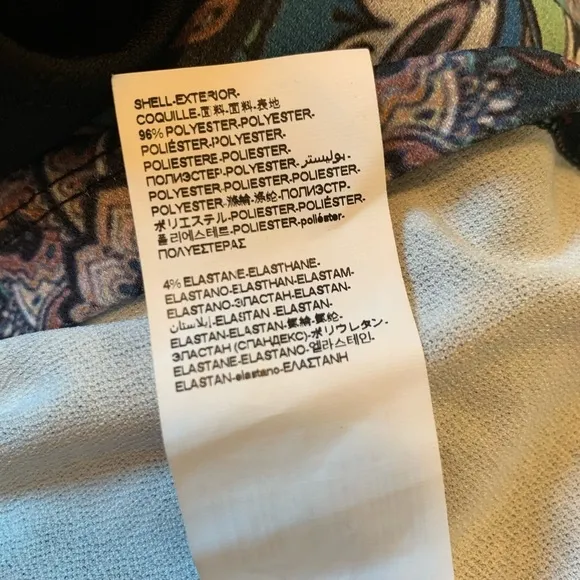 SHELL-EXTERIOR-
COQUILLE-面料-面料-表地
96% POLYESTER-POLYESTER-
POLIÉSTER-POLYESTER-
POLIESTERE-POLIESTER-
ПОЛИЭСТЕР-بوليستر-
POLYESTER-POLIESTER-POLIESTER-
POLYESTER-滌綸-涤纶-ПОЛИЭСТР-
ポリエステル-POLIESTER-POLIÉSTER-
폴리에스테르-POLIESTER-poliéster-
ΠΟΛΥΕΣΤΕΡΑΣ
4% ELASTANE-ELASTHANE-
ELASTANO-ELASTHAN-ELASTAM-
ELASTANO-ЭЛАСТАН-ELASTAN-
إيلاستان-ELASTAN -ELASTAN-
ELASTAN-ELASTAN-氨綸-氨纶-
ЭЛАСТАН (СПАНДЕКС)-ポリウレタン-
ELASTANE-ELASTANO-엘라스테인-
ELASTAN-elastano-ΕΛΑΣΤΑΝΗ